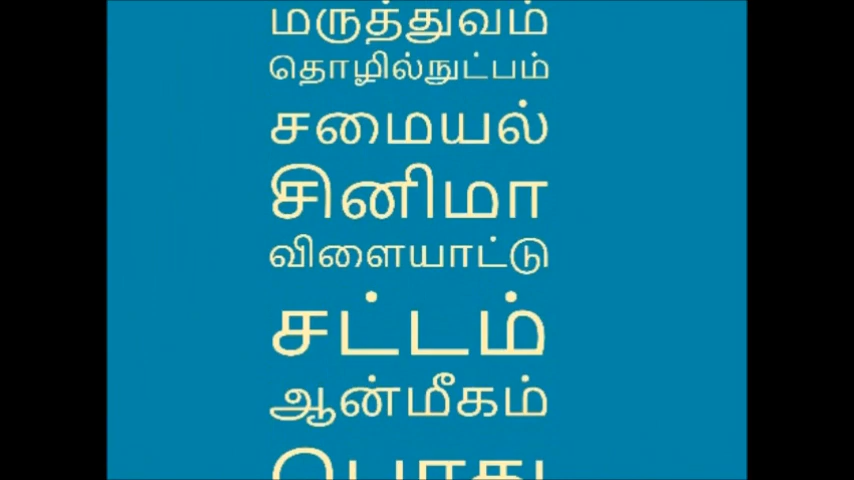 மருத்துவம்
தொழில்நுட்பம்
சமையல்
சினிமா
விளையாட்டு
சட்டம்
ஆன்மீகம்
பொது